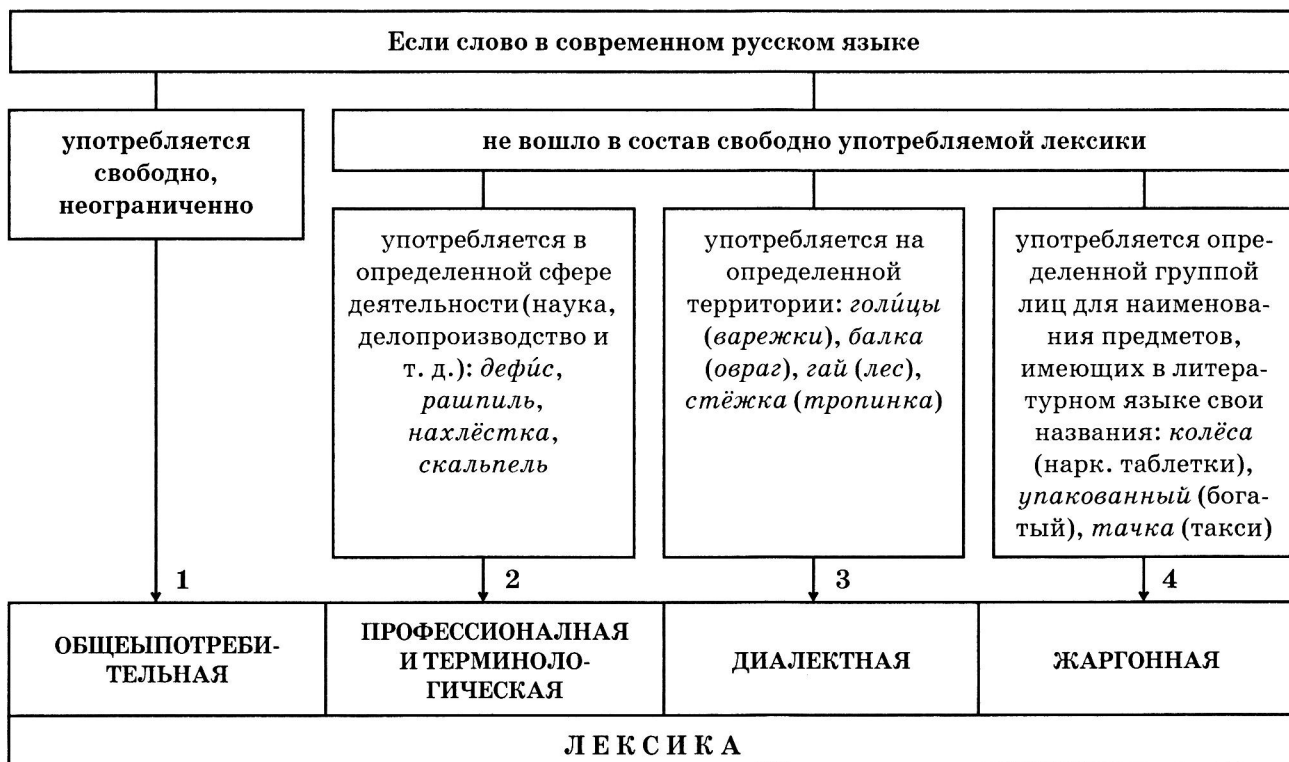 Если слово в современном русском языке
употребляется
свободно,
неограниченно
не вошло в состав свободно употребляемой лексики
употребляется в
определенной сфере
деятельности (наука,
делопроизводство и
т. д.): дефи́с,
рашпиль,
нахлёстка,
скальпель
употребляется на
определенной
территории: голи́цы
(варежки), балка
(овраг), гай (лес),
стёжка (тропинка)
употребляется опре-
деленной группой
лиц для наименова-
ния предметов,
имеющих в литера-
турном языке свои
названия: колёса
(нарк. таблетки),
упакованный (бога-
тый), тачка (такси)
1
2
3
4
ОБЩЕЫПОТРЕБИ-
ТЕЛЬНАЯ
ПРОФЕССИОНАЛНАЯ
И ТЕРМИНОЛО-
ГИЧЕСКАЯ
ДИАЛЕКТНАЯ
ЖАРГОННАЯ
ЛЕКСИКА